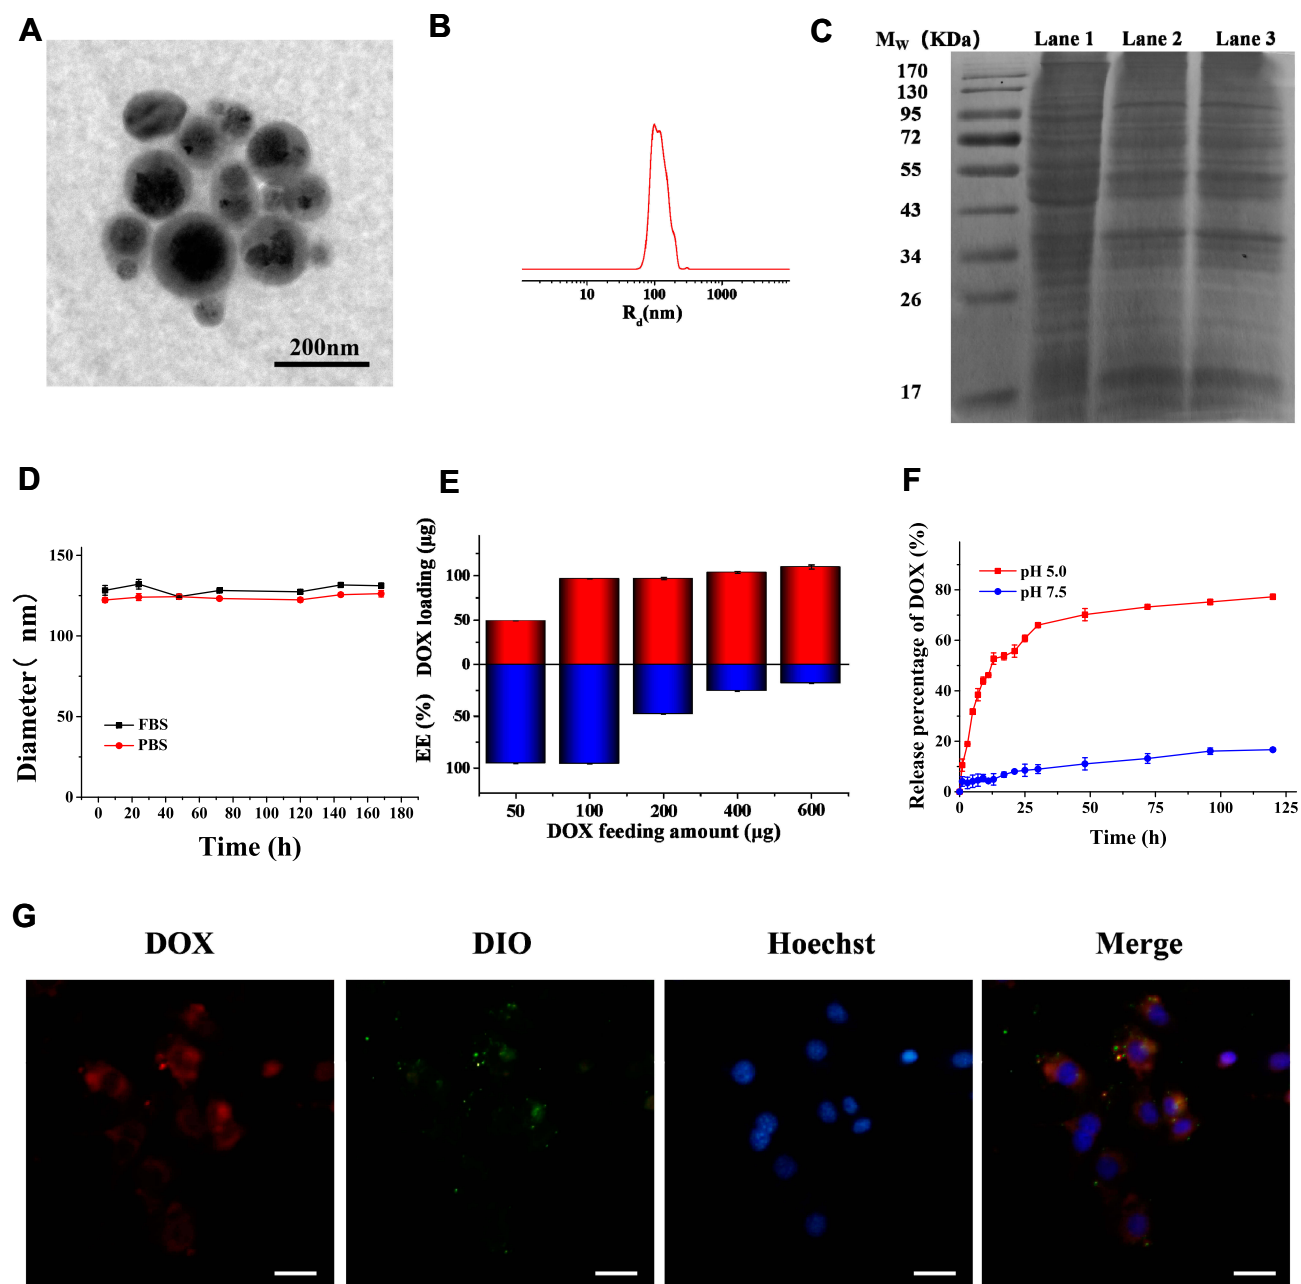 A
200nm
B
10 100 1000
Rd(nm)
C
MW (KDa) Lane 1 Lane 2 Lane 3
170
130
95
72
55
43
34
26
17
D
Diameter( nm)
150
100
50
0
FBS
PBS
0 20 40 60 80 100 120 140 160 180
Time (h)
E
EE (%) DOX loading (μg)
100
50
0
50
100
50 100 200 400 600
DOX feeding amount (μg)
F
Release percentage of DOX (%)
80
60
40
20
0
pH 5.0
pH 7.5
0 25 50 75 100 125
Time (h)
G
DOX DIO Hoechst Merge